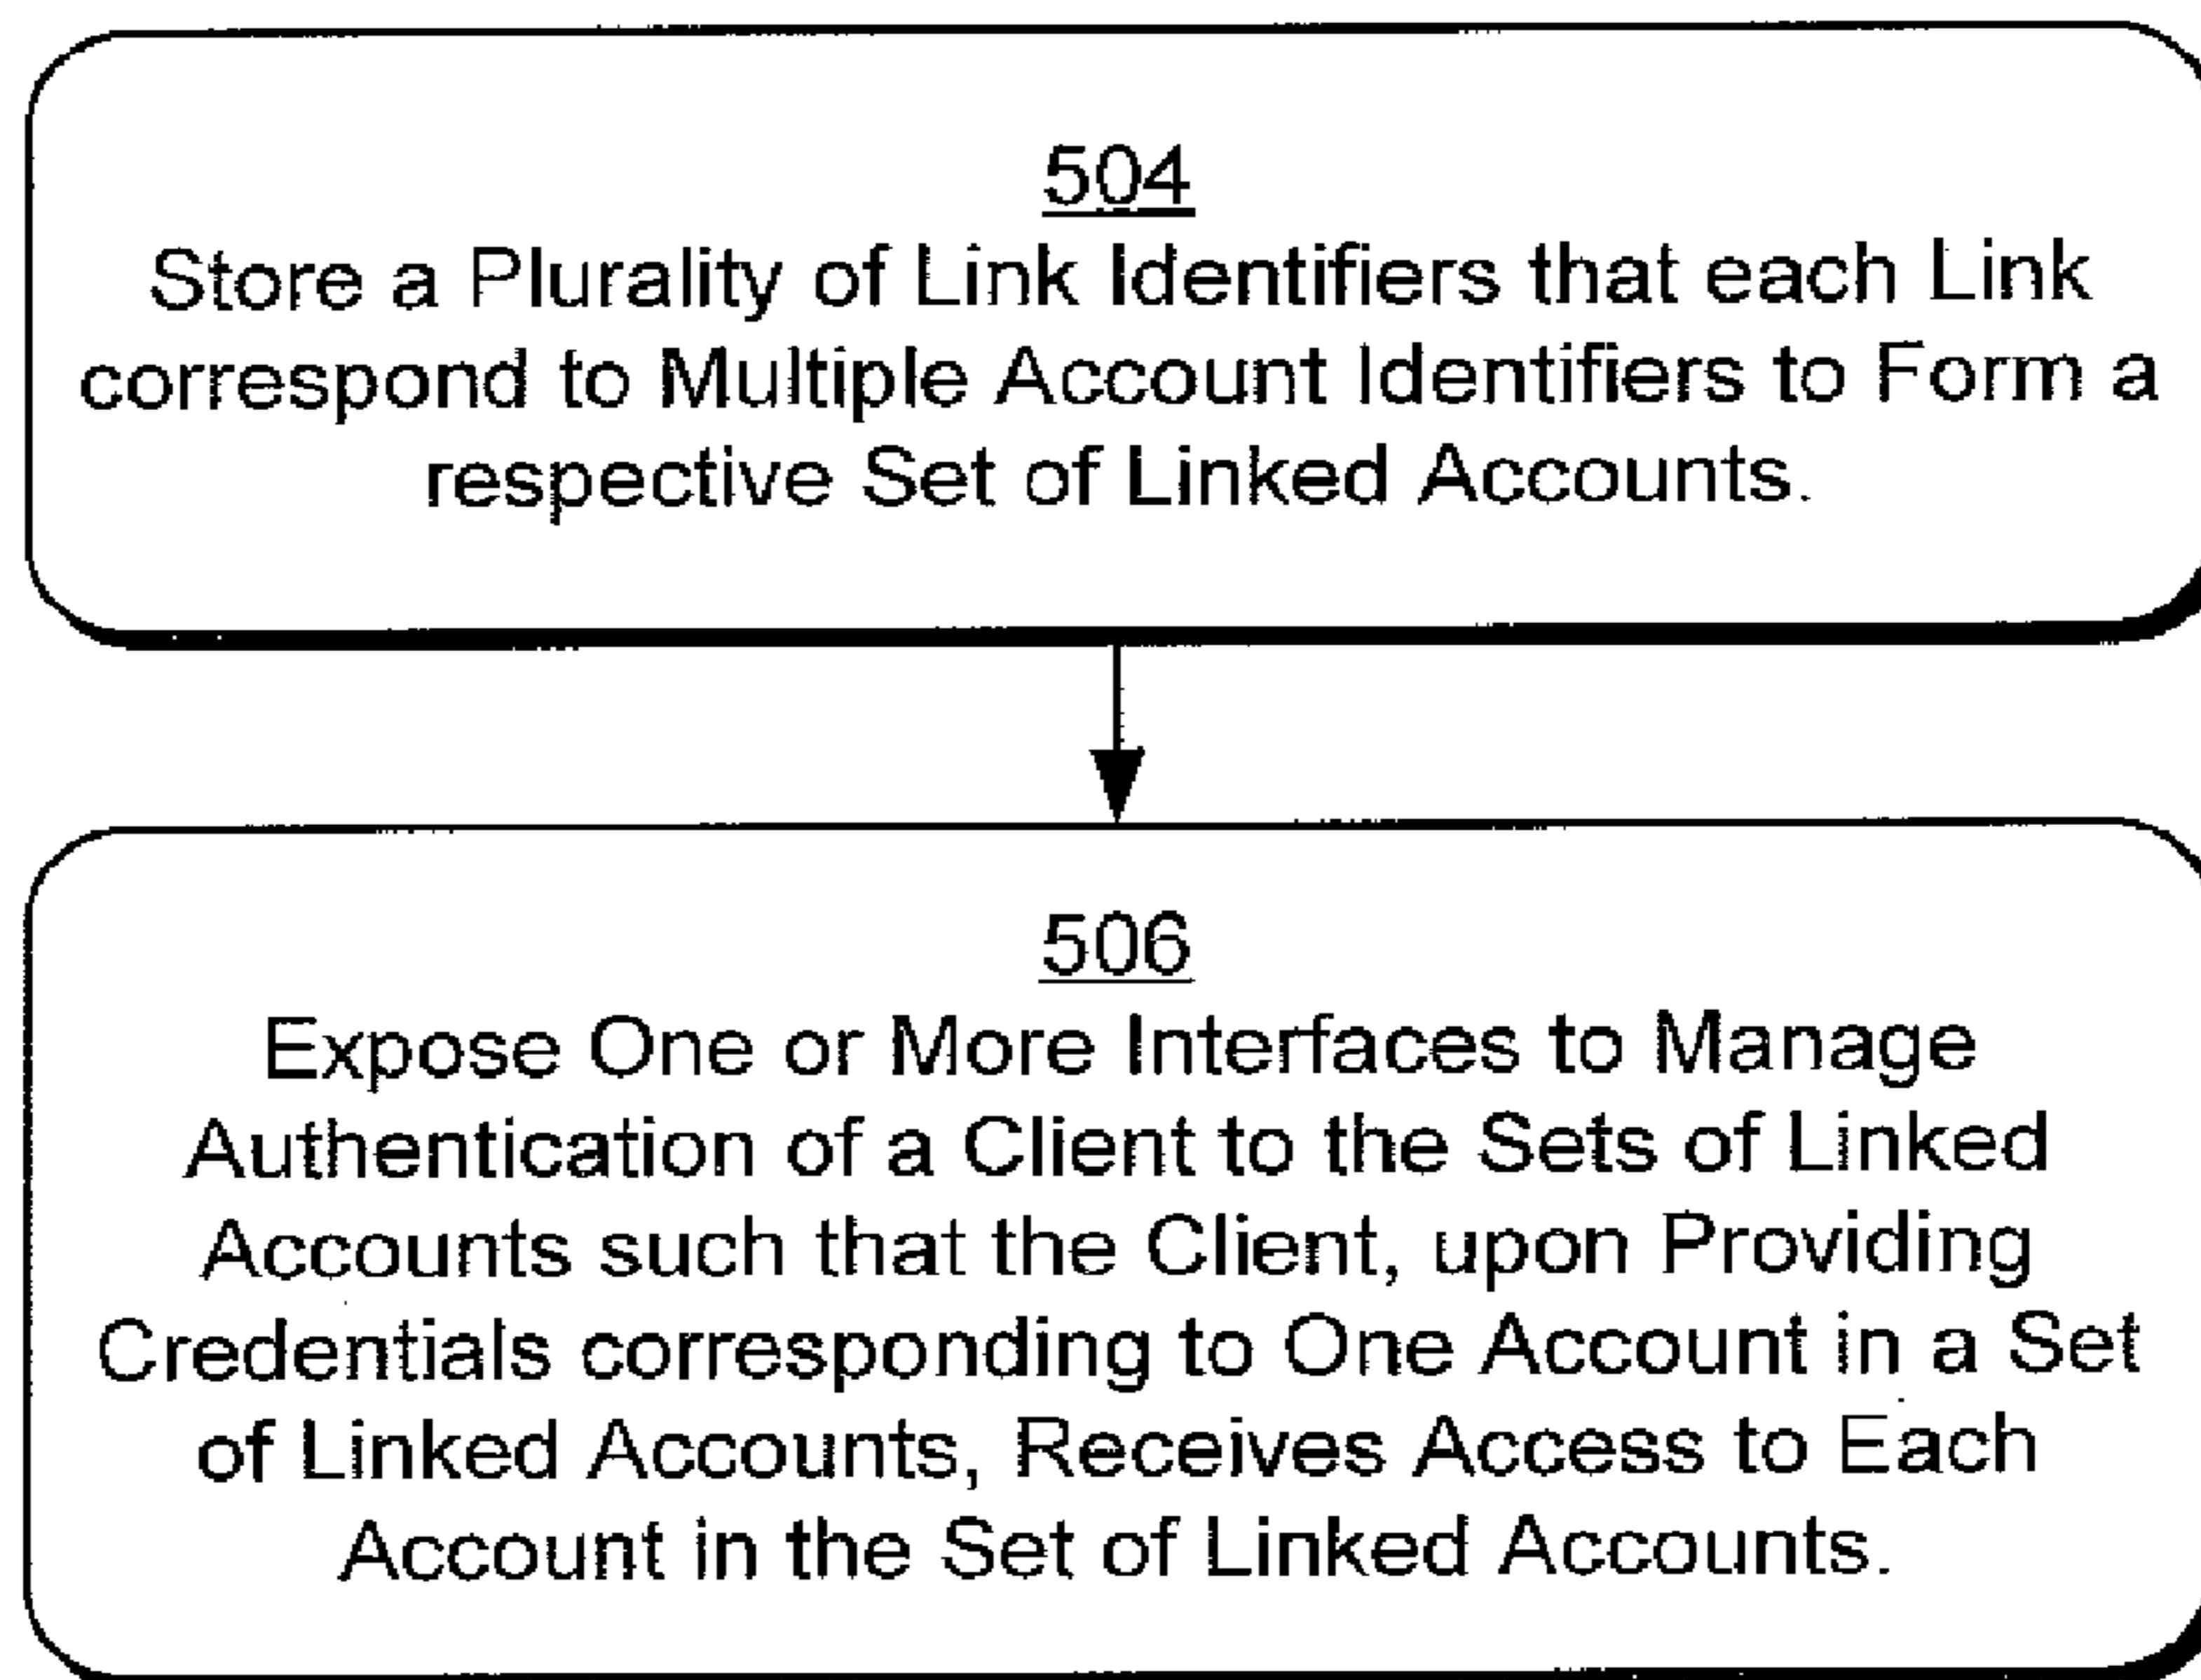 504
Store a Plurality of Link Identifiers that each Link
correspond to Multiple Account Identifiers to Form a
respective Set of Linked Accounts.
506
Expose One or More Interfaces to Manage
Authentication of a Client to the Sets of Linked
Accounts such that the Client, upon Providing
Credentials corresponding to One Account in a Set
of Linked Accounts, Receives Access to Each
Account in the Set of Linked Accounts.